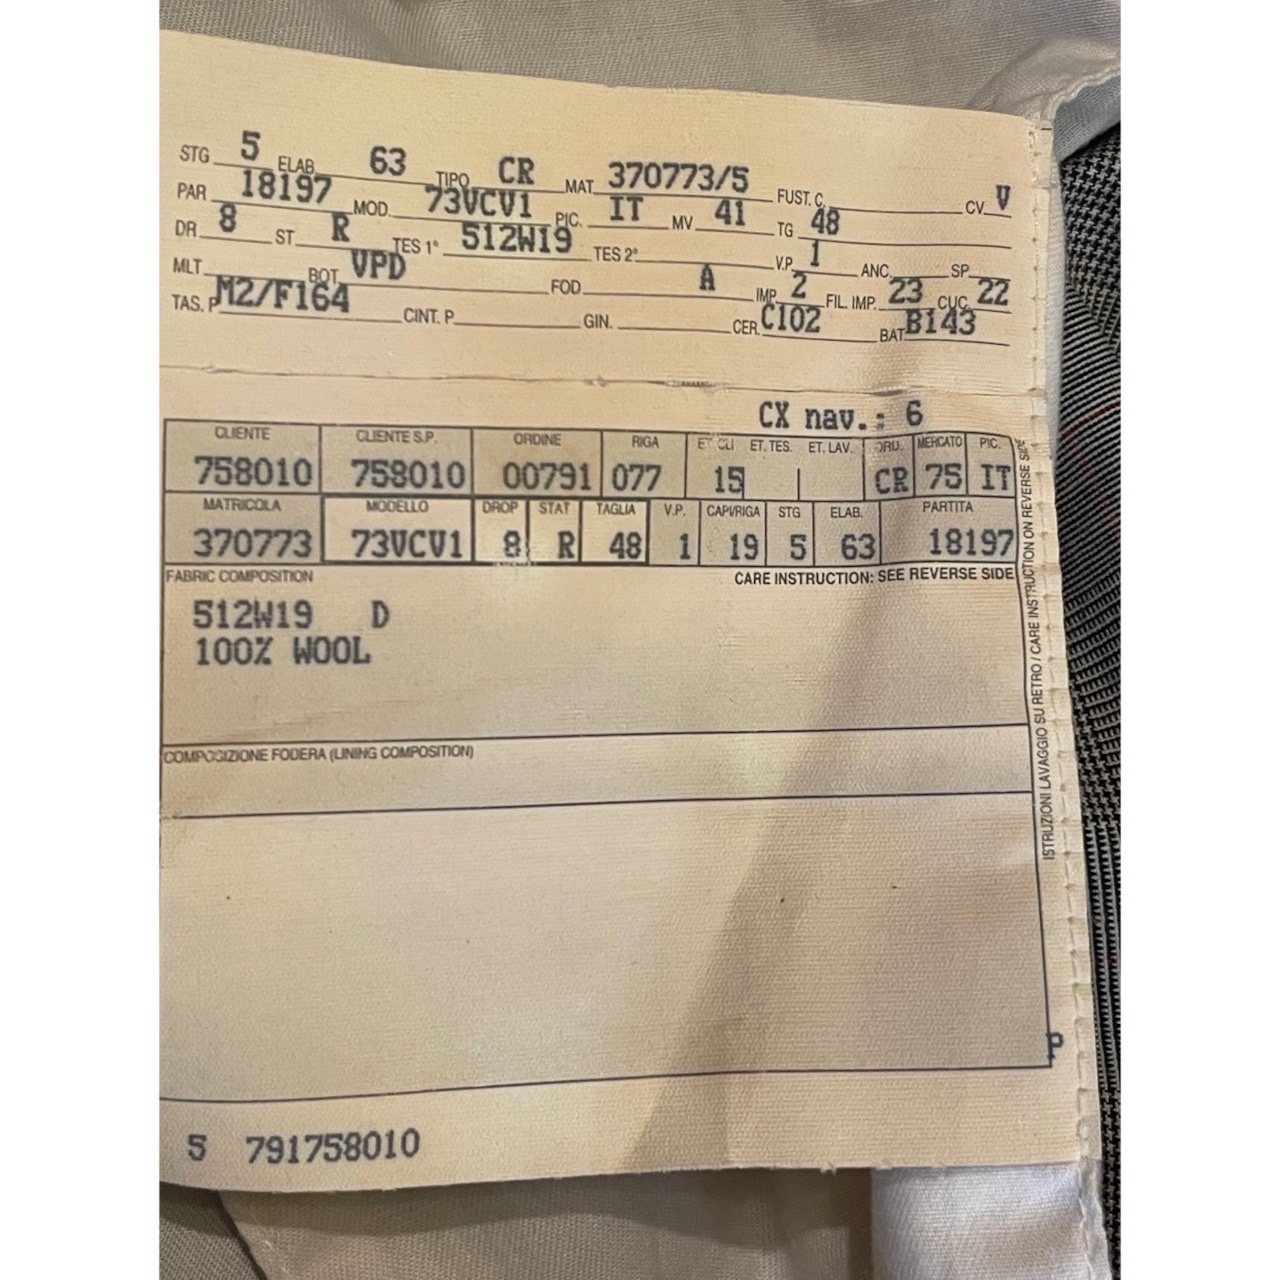 STG 5 ELAB. 63 TIPO CR MAT. 370773/5 FUST. C. CV. V
PAR 18197 MOD. 73VCV1 PIC. IT MV 41 TG 48
DR. 8 ST. R TES 1° 512W19 TES 2° V.P. 1 ANC. SP.
MLT. BOT. VPD FOD. A IMP. 2 FIL. IMP. 23 CUC. 22
TAS. P. M2/F164 CINT. P. GIN. CER. C102 BAT B143
CX nav.: 6
CLIENTE CLIENTE S.P. ORDINE RIGA ET CLI ET. TES. ET. LAV. ORD. MERCATO PIC.
758010 758010 00791 077 15 CR 75 IT
MATRICOLA MODELLO DROP STAT TAGLIA V.P. CAPI/RIGA STG ELAB. PARTITA
370773 73VCV1 8 R 48 1 19 5 63 18197
FABRIC COMPOSITION CARE INSTRUCTION: SEE REVERSE SIDE
512W19 D
100% WOOL
COMPOSIZIONE FODERA (LINING COMPOSITION)
ISTRUZIONI LAVAGGIO SU RETRO / CARE INSTRUCTION ON REVERSE SIDE
P
5 791758010